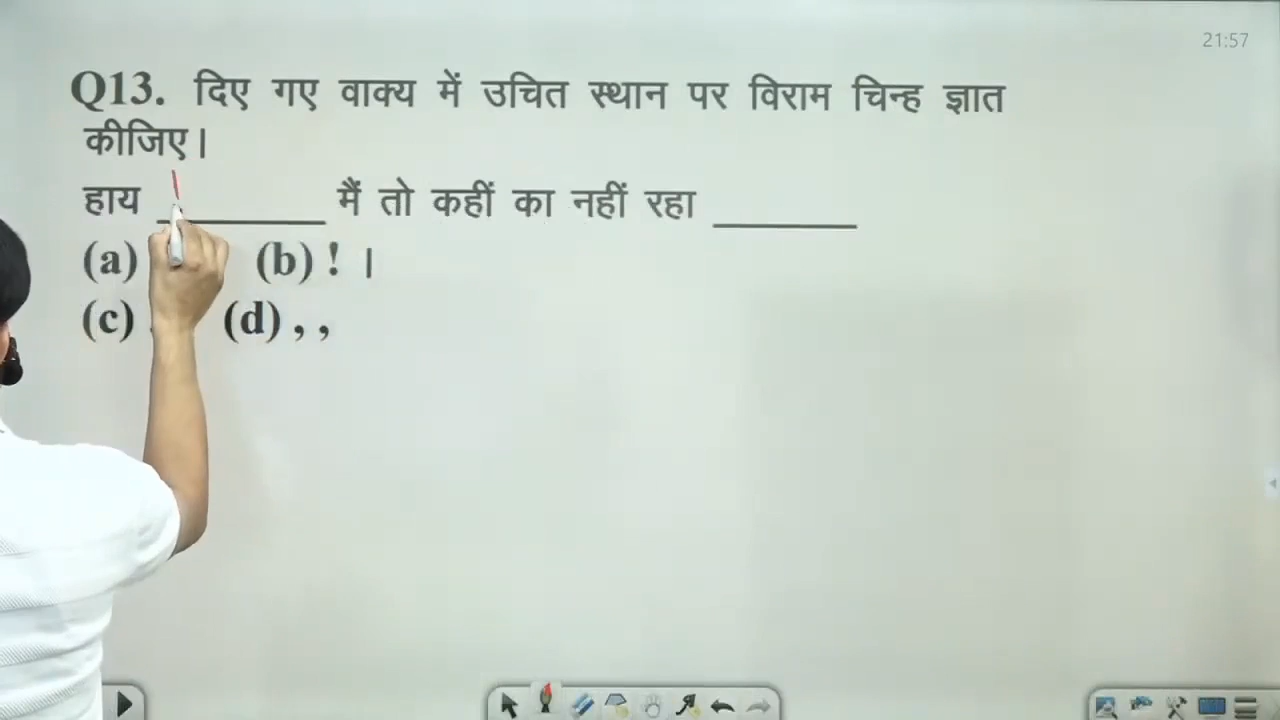 21:57
Q13. दिए गए वाक्य में उचित स्थान पर विराम चिन्ह ज्ञात
कीजिए।
हाय ________ मैं तो कहीं का नहीं रहा ________
(a) (b) ! ।
(c) (d) , ,